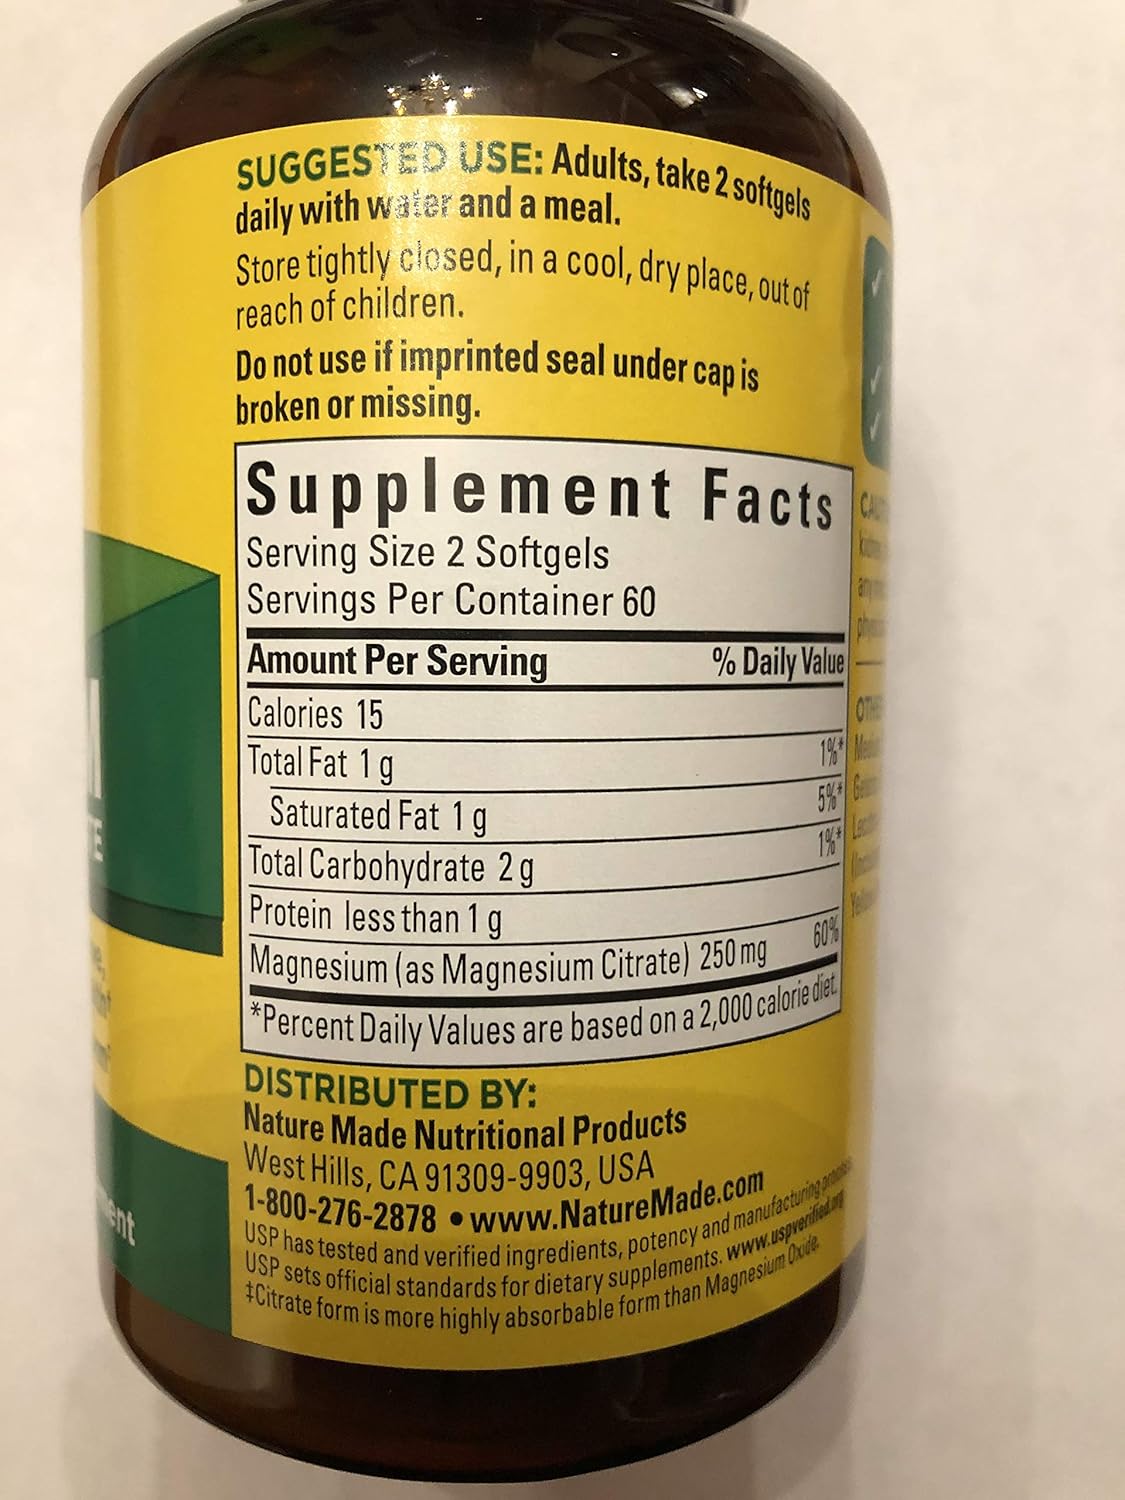 SUGGESTED USE: Adults, take 2 softgels
daily with water and a meal.
Store tightly closed, in a cool, dry place, out of
reach of children.
Do not use if imprinted seal under cap is
broken or missing.
Supplement Facts
Serving Size 2 Softgels
Servings Per Container 60
Amount Per Serving % Daily Value
Calories 15
Total Fat 1 g 1%*
Saturated Fat 1 g 5%*
Total Carbohydrate 2 g 1%*
Protein less than 1 g
Magnesium (as Magnesium Citrate) 250 mg 60%
*Percent Daily Values are based on a 2,000 calorie diet.
DISTRIBUTED BY:
Nature Made Nutritional Products
West Hills, CA 91309-9903, USA
1-800-276-2878 • www.NatureMade.com
USP has tested and verified ingredients, potency and manufacturing
USP sets official standards for dietary supplements. www.uspverified.org
‡Citrate form is more highly absorbable form than Magnesium Oxide.